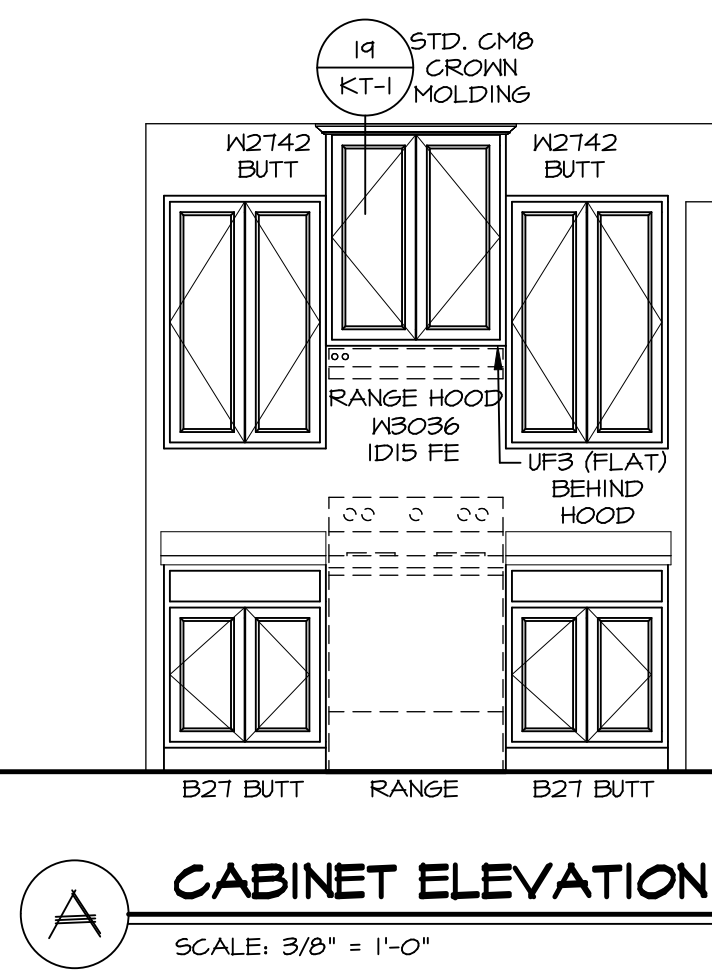 19
KT-1
STD. CM8
CROWN
MOLDING
W2742
BUTT
W2742
BUTT
RANGE HOOD
W3036
1D15 FE
UF3 (FLAT)
BEHIND
HOOD
B27 BUTT
RANGE
B27 BUTT
A
CABINET ELEVATION
SCALE: 3/8" = 1'-0"